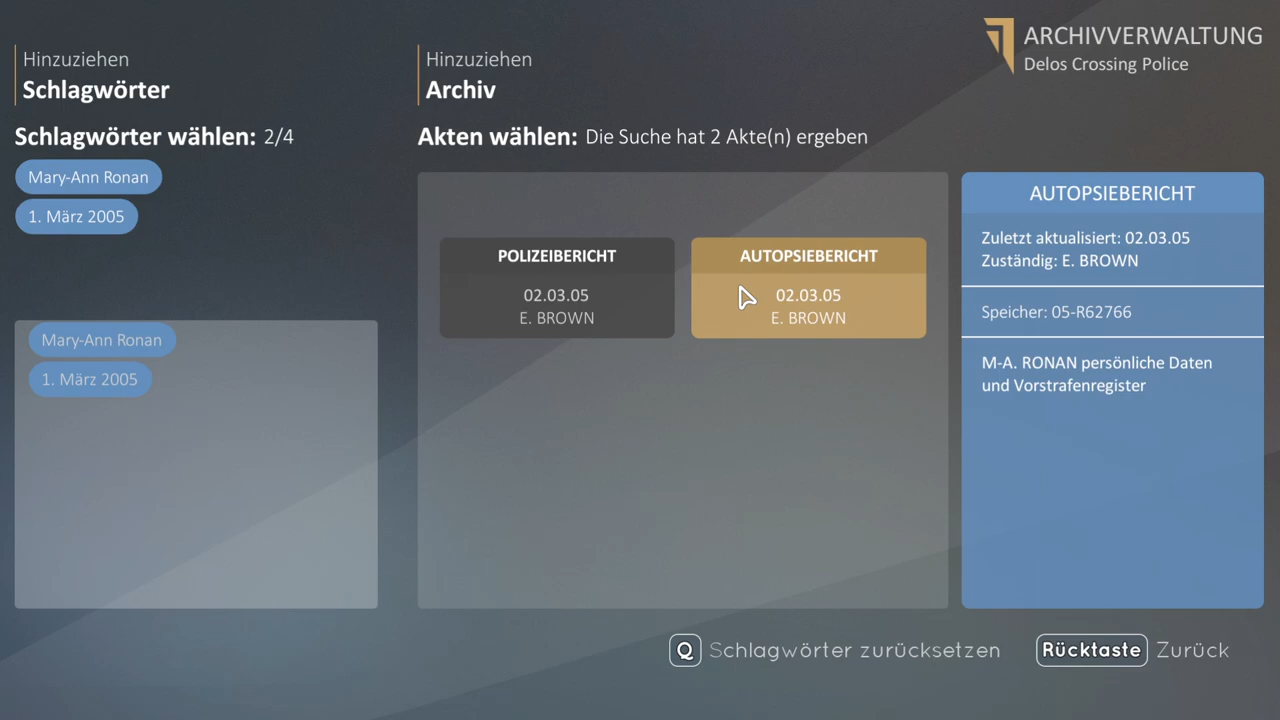 Hinzuziehen
Schlagwörter
Schlagwörter wählen: 2/4
Mary-Ann Ronan
1. März 2005
Mary-Ann Ronan
1. März 2005
Hinzuziehen
Archiv
Akten wählen: Die Suche hat 2 Akte(n) ergeben
POLIZEIBERICHT
02.03.05
E. BROWN
AUTOPSIEBERICHT
02.03.05
E. BROWN
ARCHIVVERWALTUNG
Delos Crossing Police
AUTOPSIEBERICHT
Zuletzt aktualisiert: 02.03.05
Zuständig: E. BROWN
Speicher: 05-R62766
M-A. RONAN persönliche Daten
und Vorstrafenregister
Q Schlagwörter zurücksetzen
Rücktaste Zurück